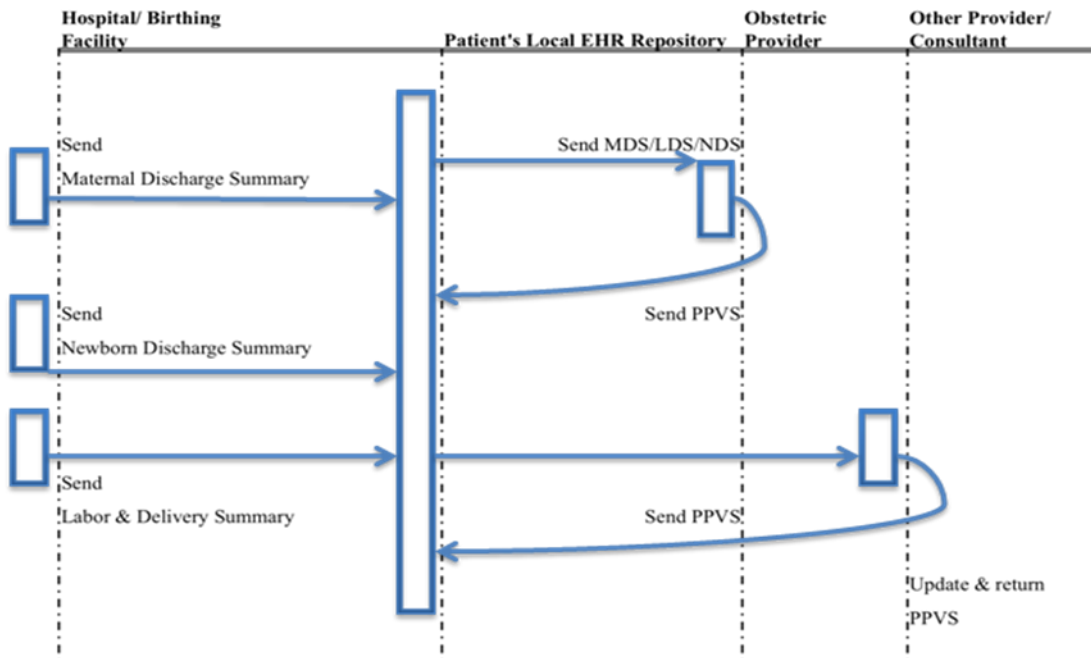 Hospital/ Birthing
Facility
Patient's Local EHR Repository
Obstetric
Provider
Other Provider/
Consultant
Send
Maternal Discharge Summary
Send MDS/LDS/NDS
Send PPVS
Send
Newborn Discharge Summary
Send
Labor & Delivery Summary
Send PPVS
Update & return
PPVS